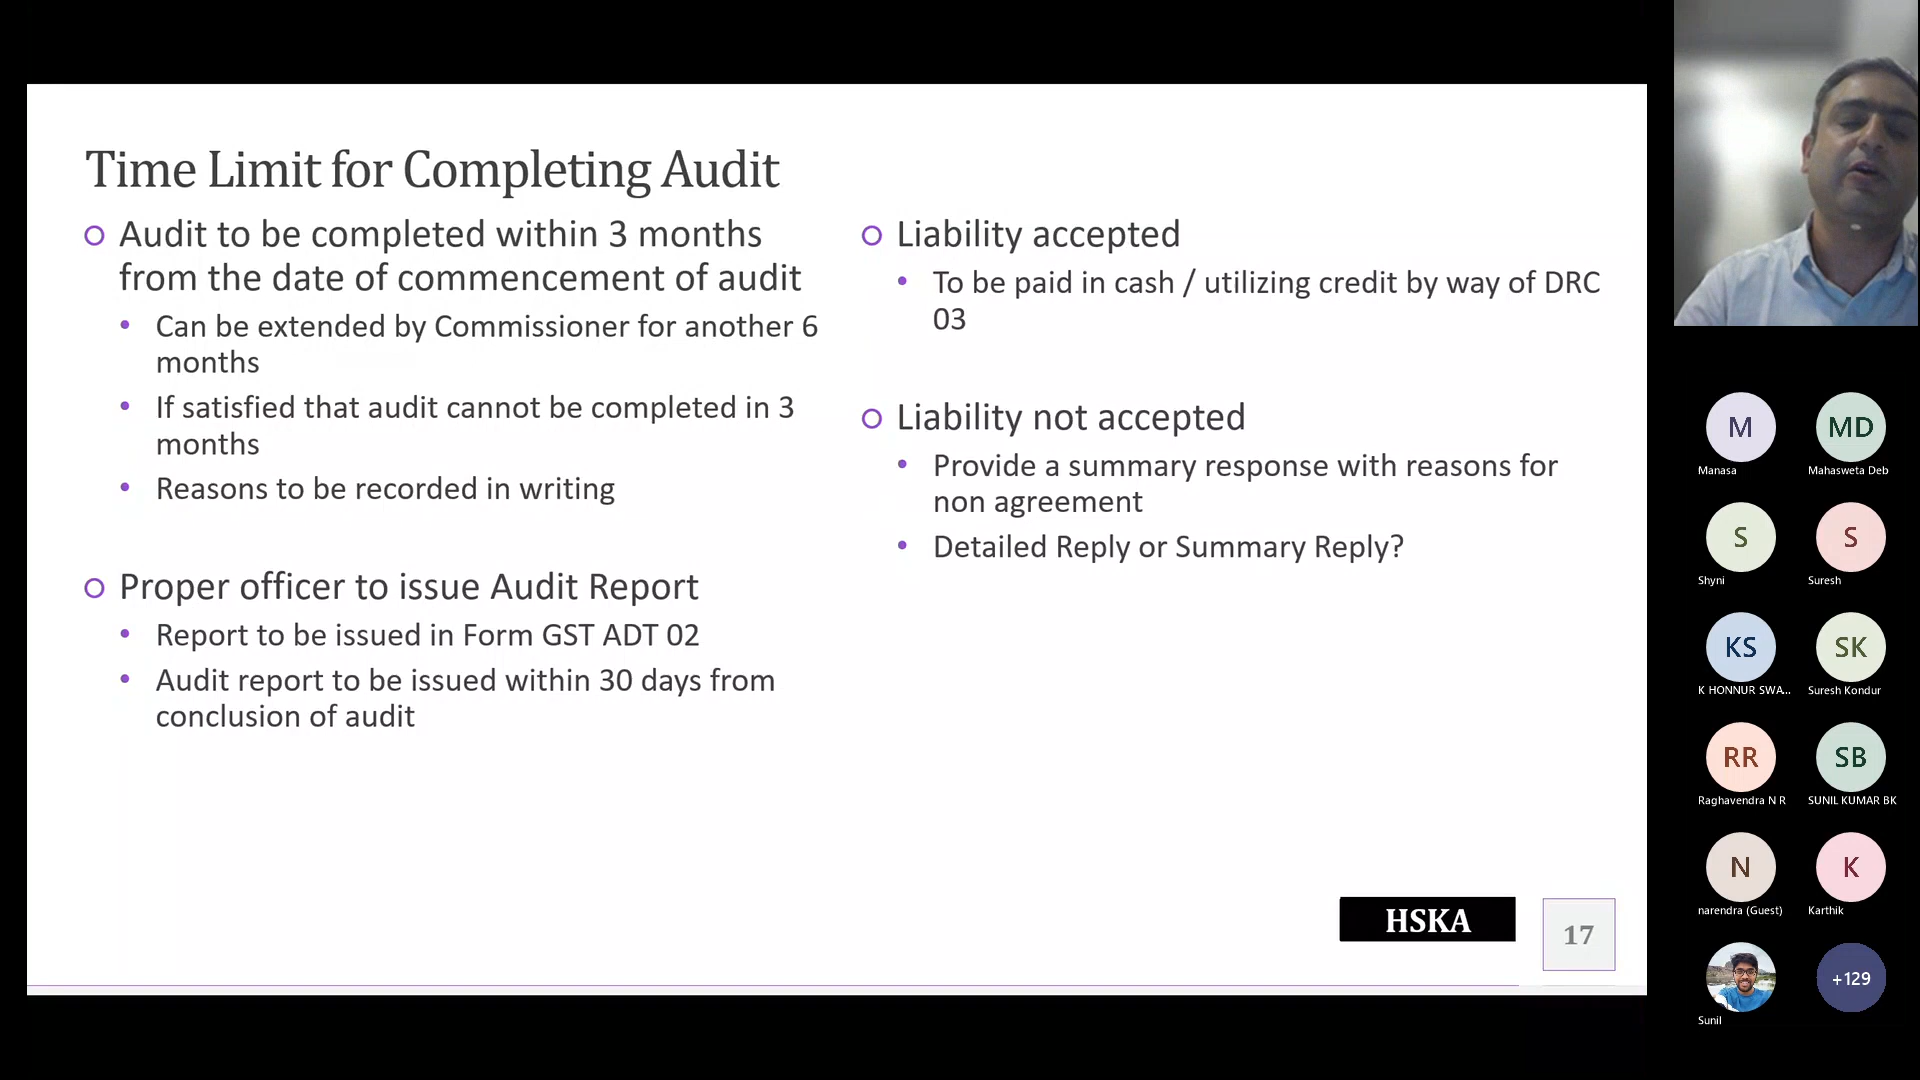 Time Limit for Completing Audit
Audit to be completed within 3 months
from the date of commencement of audit
Can be extended by Commissioner for another 6
months
If satisfied that audit cannot be completed in 3
months
Reasons to be recorded in writing
Proper officer to issue Audit Report
Report to be issued in Form GST ADT 02
Audit report to be issued within 30 days from
conclusion of audit
Liability accepted
To be paid in cash / utilizing credit by way of DRC
03
Liability not accepted
Provide a summary response with reasons for
non agreement
Detailed Reply or Summary Reply?
HSKA
17
M
MD
Manasa
Mahasweta Deb
S
S
Shyni
Suresh
KS
SK
K HONNUR SWA...
Suresh Kondur
RR
SB
Raghavendra N R
SUNIL KUMAR BK
N
K
narendra (Guest)
Karthik
+129
Sunil